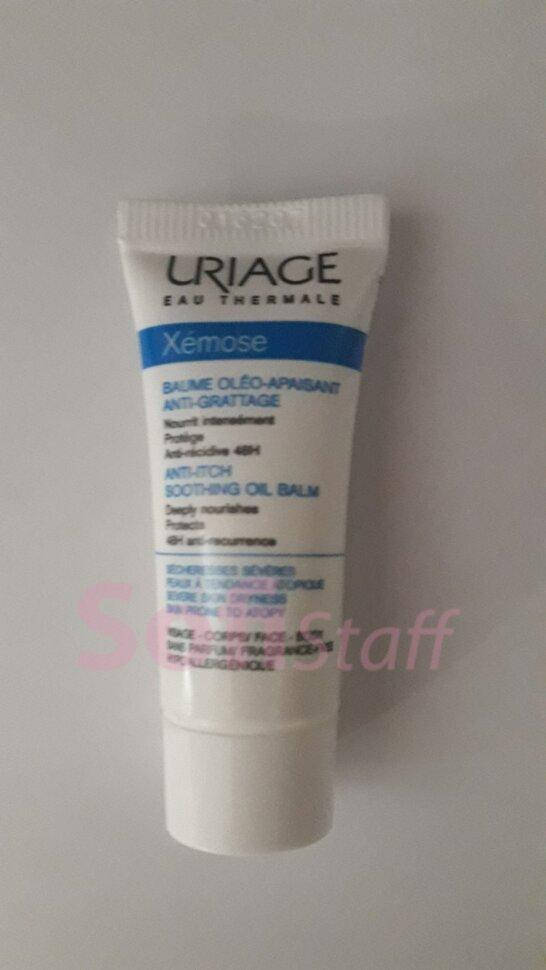 URIAGE
EAU THERMALE
Xémose
BAUME OLÉO-APAISANT
ANTI-GRATTAGE
Nourrit intensément
Protège
Anti-récidive 48H
ANTI-ITCH
SOOTHING OIL BALM
Deeply nourishes
Protects
48H anti-recurrence
SÉCHERESSES SÉVÈRES
PEAUX À TENDANCE ATOPIQUE
SEVERE SKIN DRYNESS
SKIN PRONE TO ATOPY
VISAGE - CORPS/ FACE - BODY
SANS PARFUM/ FRAGRANCE-FREE
HYPOALLERGÉNIQUE
Staff